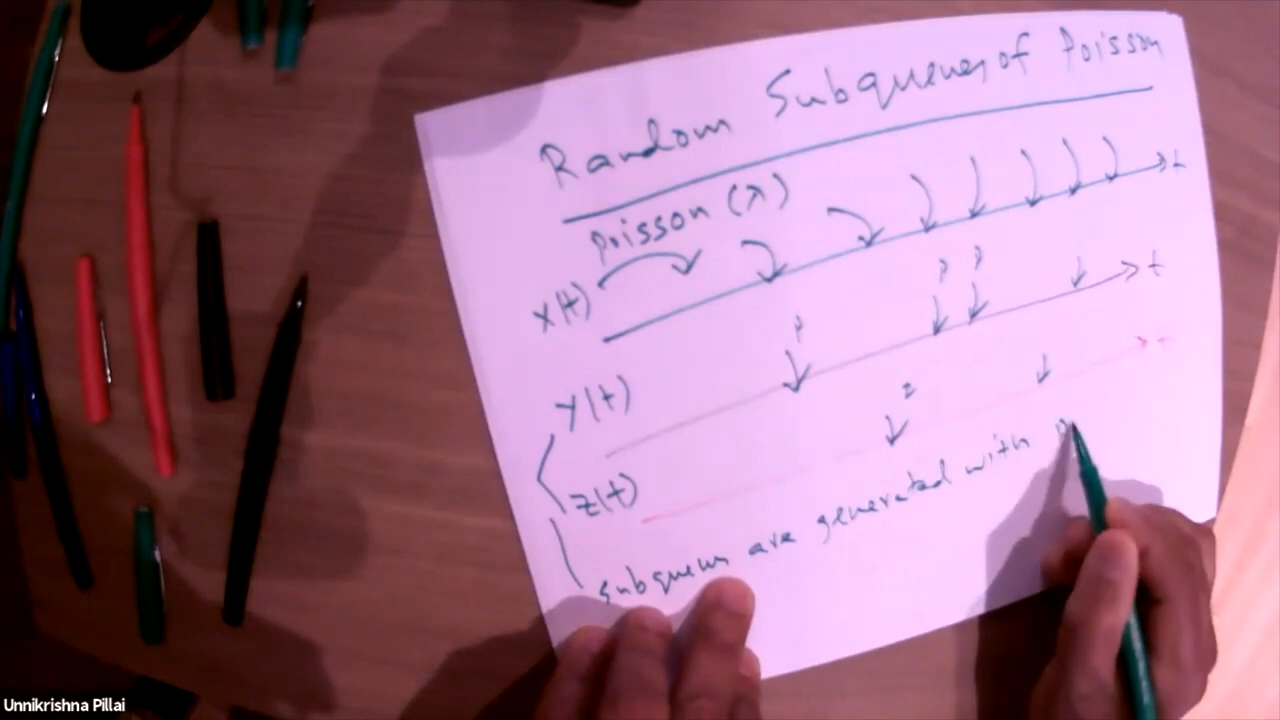 Random Subqueues of Poisson
Poisson (λ)
X(t)
t
P P
t
Y(t)
P
Z(t)
subqueues are generated with
Unnikrishna Pillai